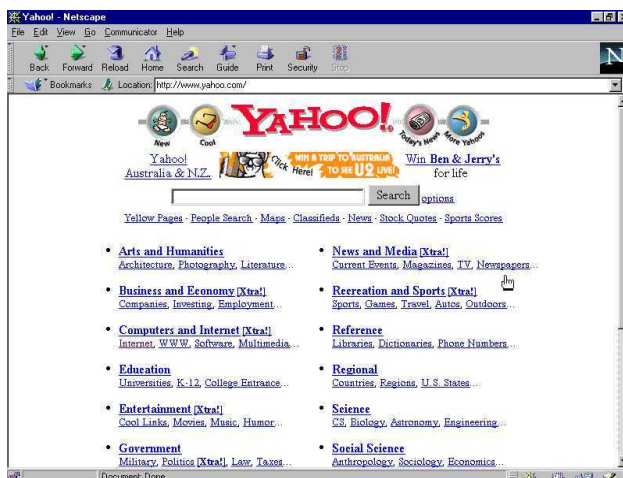 Yahoo! - Netscape
File Edit View Go Communicator Help
Back Forward Reload Home Search Guide Print Security Stop
N
Bookmarks Location: http://www.yahoo.com/
YAHOO!
New Cool Today's News More Yahoos
Yahoo! Australia & N.Z.
Click Here! WIN A TRIP TO AUSTRALIA TO SEE U2 LIVE!
Win Ben & Jerry's for life
Search options
Yellow Pages - People Search - Maps - Classifieds - News - Stock Quotes - Sports Scores
• Arts and Humanities
Architecture, Photography, Literature...
• Business and Economy [Xtra!]
Companies, Investing, Employment...
• Computers and Internet [Xtra!]
Internet, WWW, Software, Multimedia...
• Education
Universities, K-12, College Entrance...
• Entertainment [Xtra!]
Cool Links, Movies, Music, Humor...
• Government
Military, Politics [Xtra!], Law, Taxes...
• News and Media [Xtra!]
Current Events, Magazines, TV, Newspapers...
• Recreation and Sports [Xtra!]
Sports, Games, Travel, Autos, Outdoors...
• Reference
Libraries, Dictionaries, Phone Numbers...
• Regional
Countries, Regions, U.S. States...
• Science
CS, Biology, Astronomy, Engineering...
• Social Science
Anthropology, Sociology, Economics...
Document: Done